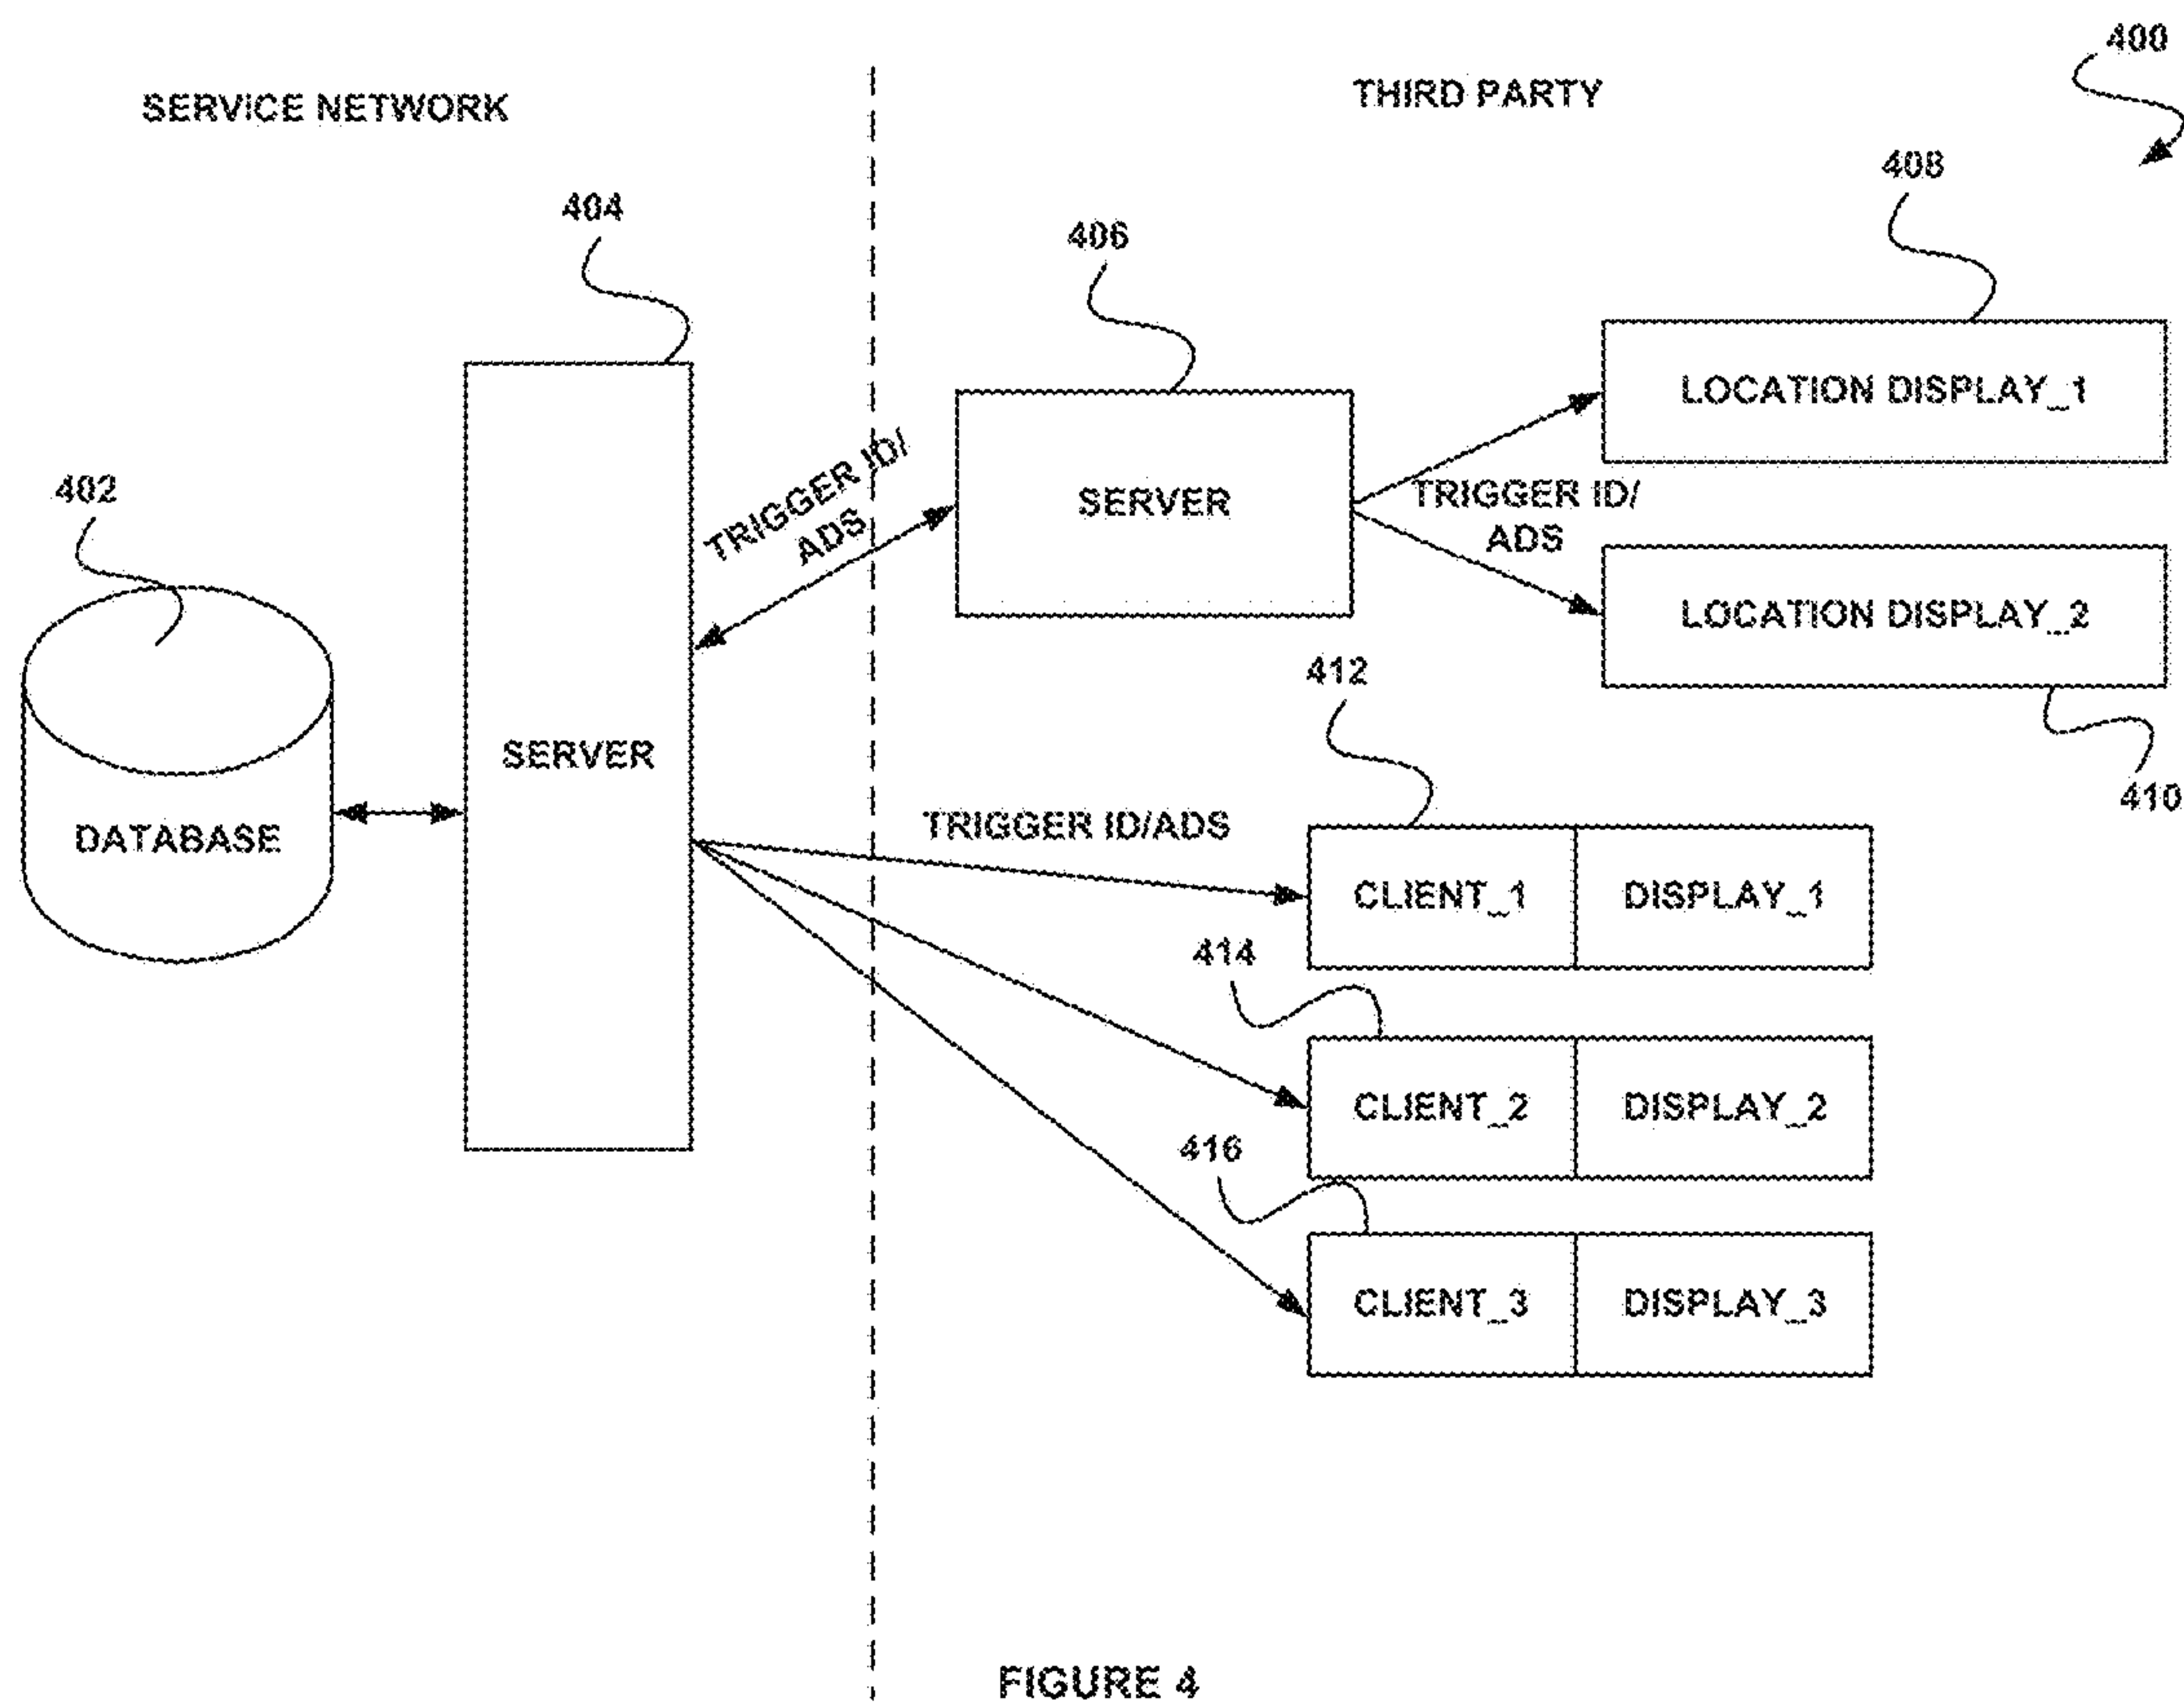 400
SERVICE NETWORK
THIRD PARTY
408
404
406
LOCATION DISPLAY_1
TRIGGER ID/
ADS
402
SERVER
TRIGGER ID/
ADS
LOCATION DISPLAY_2
412
SERVER
410
DATABASE
TRIGGER ID/ADS
CLIENT_1
DISPLAY_1
414
CLIENT_2
DISPLAY_2
416
CLIENT_3
DISPLAY_3
FIGURE 4